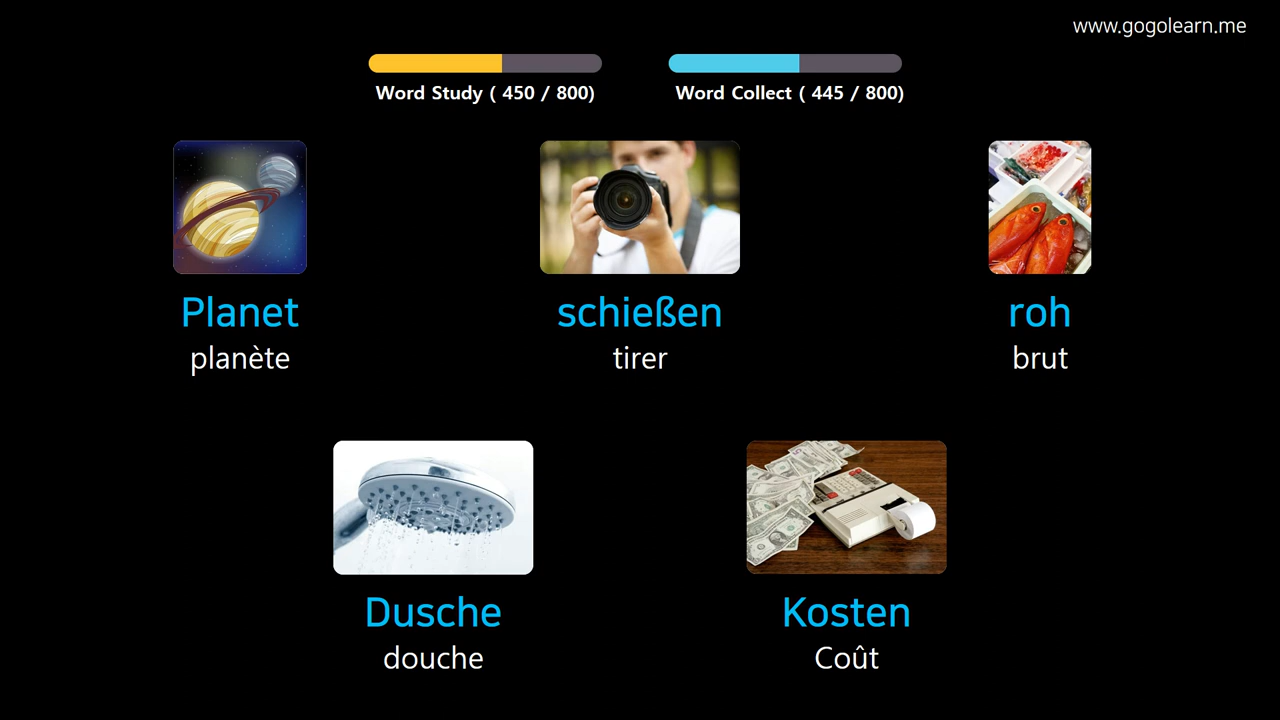 www.gogolearn.me
Word Study ( 450 / 800)
Word Collect ( 445 / 800)
Planet
planète
schießen
tirer
roh
brut
Dusche
douche
Kosten
Coût